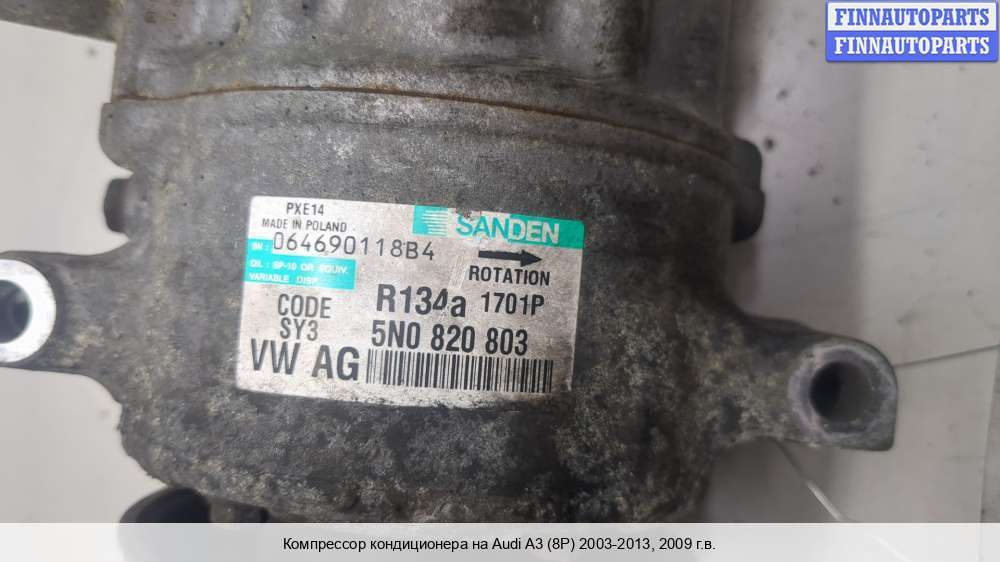 FINNAUTOPARTS
FINNAUTOPARTS
PXE14
MADE IN POLAND
SANDEN
SN : 064690118B4
ROTATION
OIL : SP-10 OR EQUIV.
VARIABLE DISP.
CODE
SY3
R134a 1701P
5N0 820 803
VW AG
Компрессор кондиционера на Audi A3 (8P) 2003-2013, 2009 г.в.